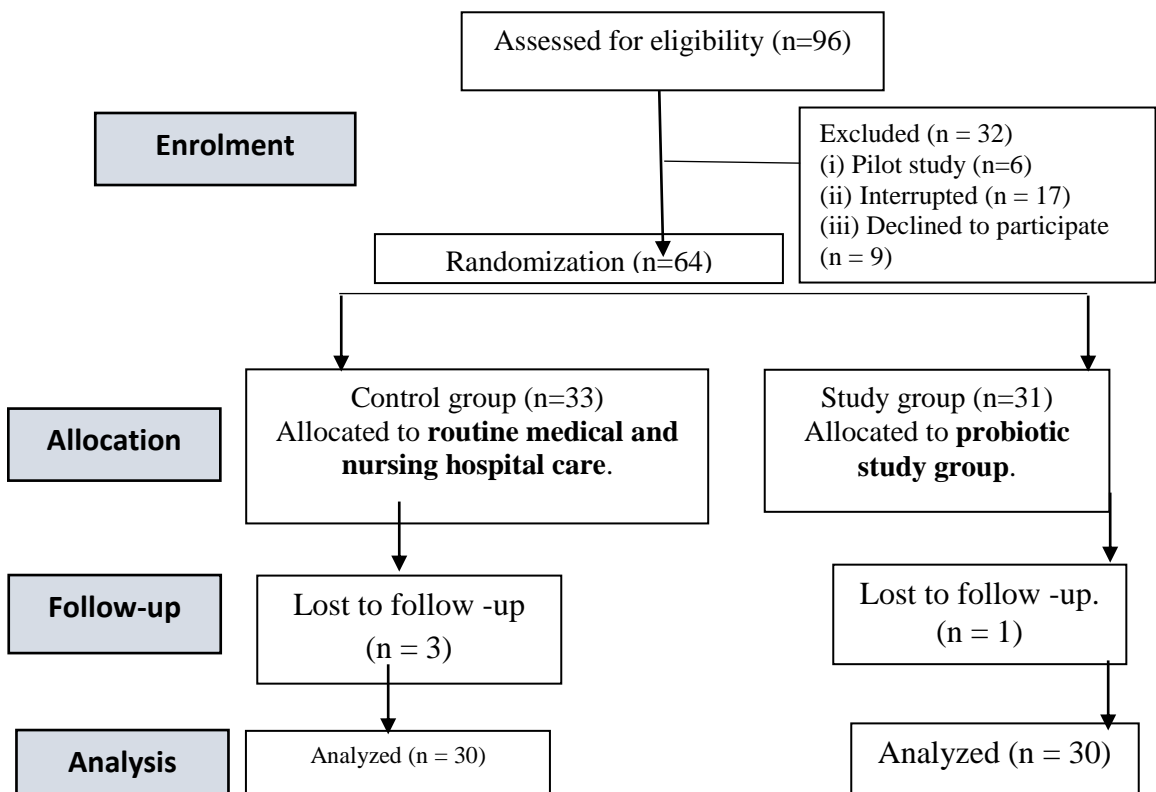 Assessed for eligibility (n=96)
Enrolment
Excluded (n = 32)
(i) Pilot study (n=6)
(ii) Interrupted (n = 17)
(iii) Declined to participate
(n = 9)
Randomization (n=64)
Allocation
Control group (n=33)
Allocated to routine medical and
nursing hospital care.
Study group (n=31)
Allocated to probiotic
study group.
Follow-up
Lost to follow -up
(n = 3)
Lost to follow -up.
(n = 1)
Analysis
Analyzed (n = 30)
Analyzed (n = 30)